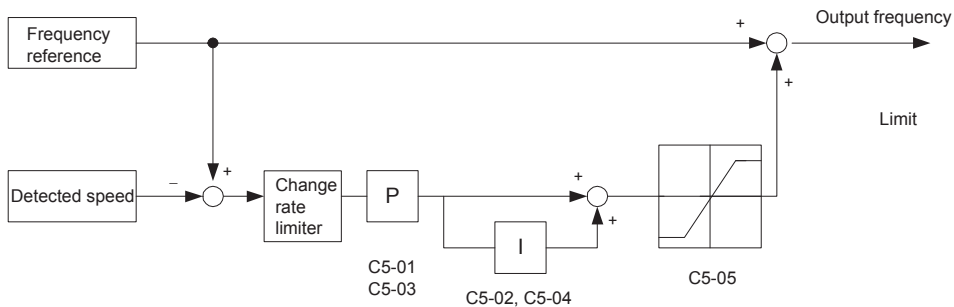 Frequency
reference
+
Output frequency
+
Limit
Detected speed
−
+
Change
rate
limiter
P
+
+
I
C5-01
C5-03
C5-02, C5-04
C5-05